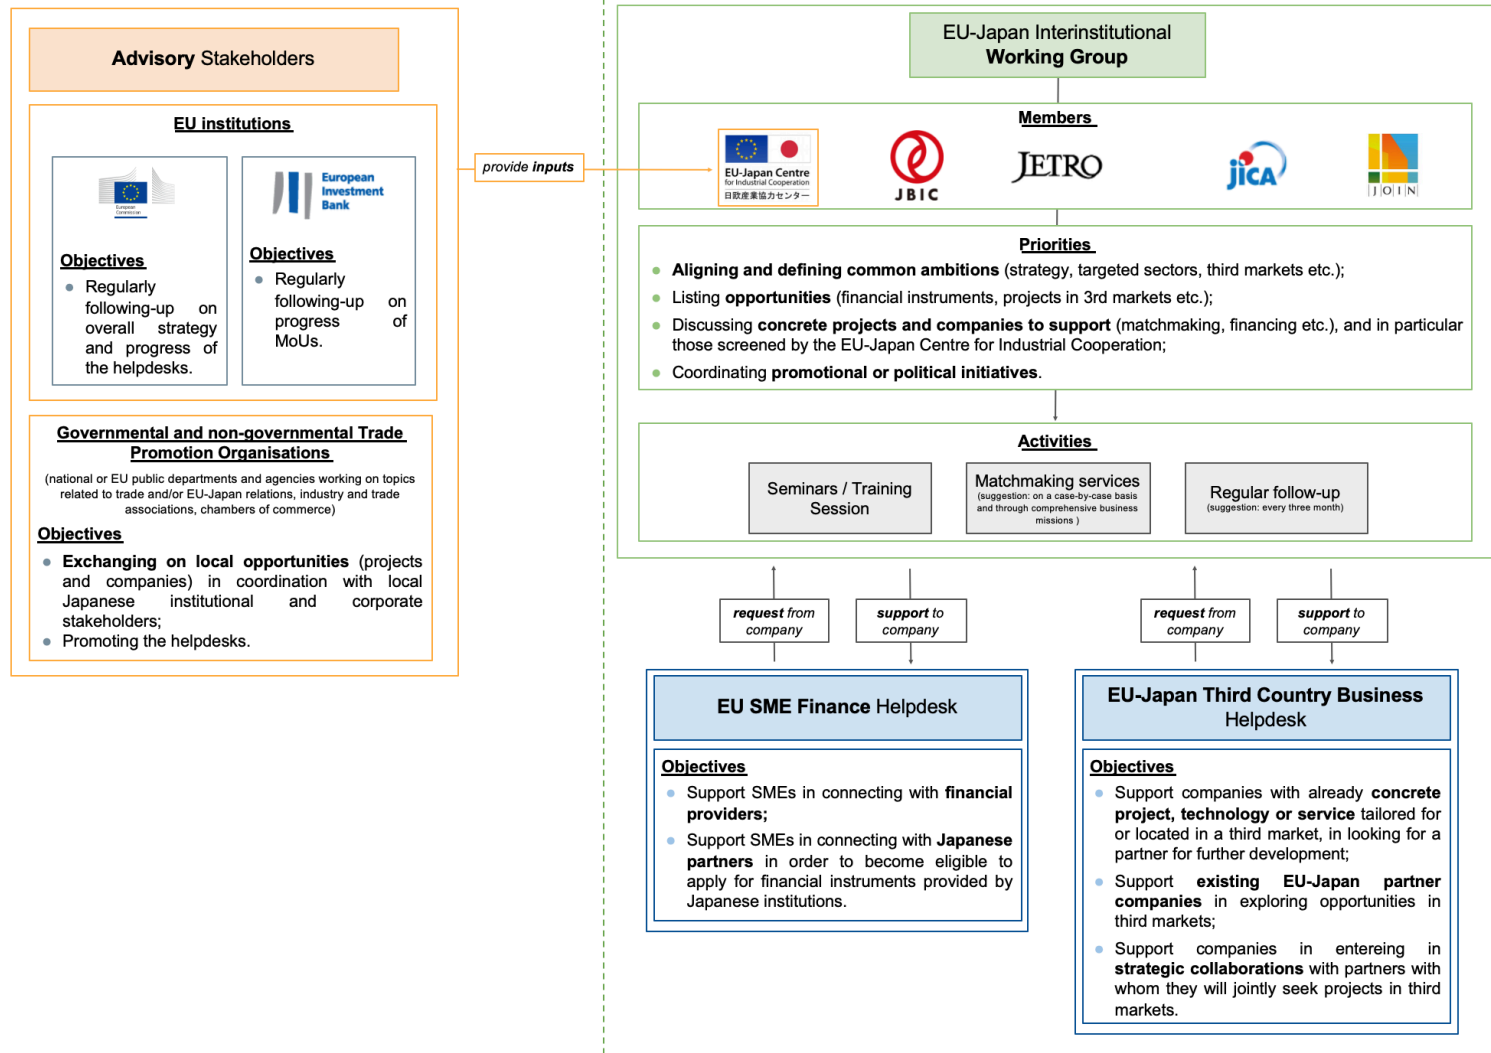 Advisory Stakeholders
EU institutions
European
Commission
Objectives
Regularly
following-up on
overall strategy
and progress of
the helpdesks.
European
Investment
Bank
Objectives
Regularly
following-up on
progress of
MoUs.
Governmental and non-governmental Trade
Promotion Organisations
(national or EU public departments and agencies working on topics
related to trade and/or EU-Japan relations, industry and trade
associations, chambers of commerce)
Objectives
Exchanging on local opportunities (projects
and companies) in coordination with local
Japanese institutional and corporate
stakeholders;
Promoting the helpdesks.
provide inputs
EU-Japan Interinstitutional
Working Group
Members
EU-Japan Centre
for Industrial Cooperation
日欧産業協力センター
JBIC
JETRO
jICA
JOIN
Priorities
Aligning and defining common ambitions (strategy, targeted sectors, third markets etc.);
Listing opportunities (financial instruments, projects in 3rd markets etc.);
Discussing concrete projects and companies to support (matchmaking, financing etc.), and in particular
those screened by the EU-Japan Centre for Industrial Cooperation;
Coordinating promotional or political initiatives.
Activities
Seminars / Training
Session
Matchmaking services
(suggestion: on a case-by-case basis
and through comprehensive business
missions )
Regular follow-up
(suggestion: every three month)
request from
company
support to
company
request from
company
support to
company
EU SME Finance Helpdesk
Objectives
Support SMEs in connecting with financial
providers;
Support SMEs in connecting with Japanese
partners in order to become eligible to
apply for financial instruments provided by
Japanese institutions.
EU-Japan Third Country Business
Helpdesk
Objectives
Support companies with already concrete
project, technology or service tailored for
or located in a third market, in looking for a
partner for further development;
Support existing EU-Japan partner
companies in exploring opportunities in
third markets;
Support companies in entereing in
strategic collaborations with partners with
whom they will jointly seek projects in third
markets.